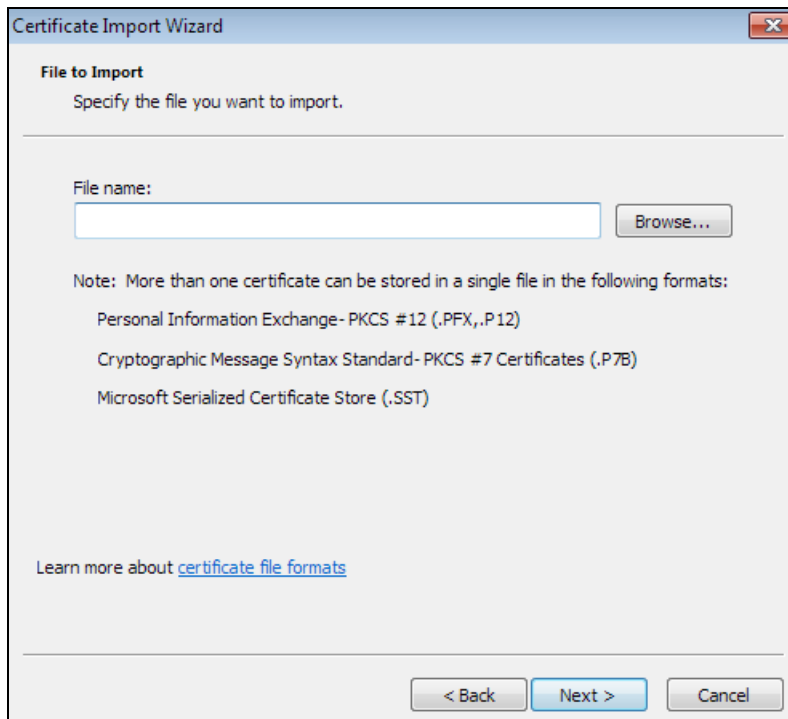 Certificate Import Wizard
File to Import
Specify the file you want to import.
File name:
Browse...
Note: More than one certificate can be stored in a single file in the following formats:
Personal Information Exchange- PKCS #12 (.PFX,.P12)
Cryptographic Message Syntax Standard- PKCS #7 Certificates (.P7B)
Microsoft Serialized Certificate Store (.SST)
Learn more about certificate file formats
< Back Next > Cancel